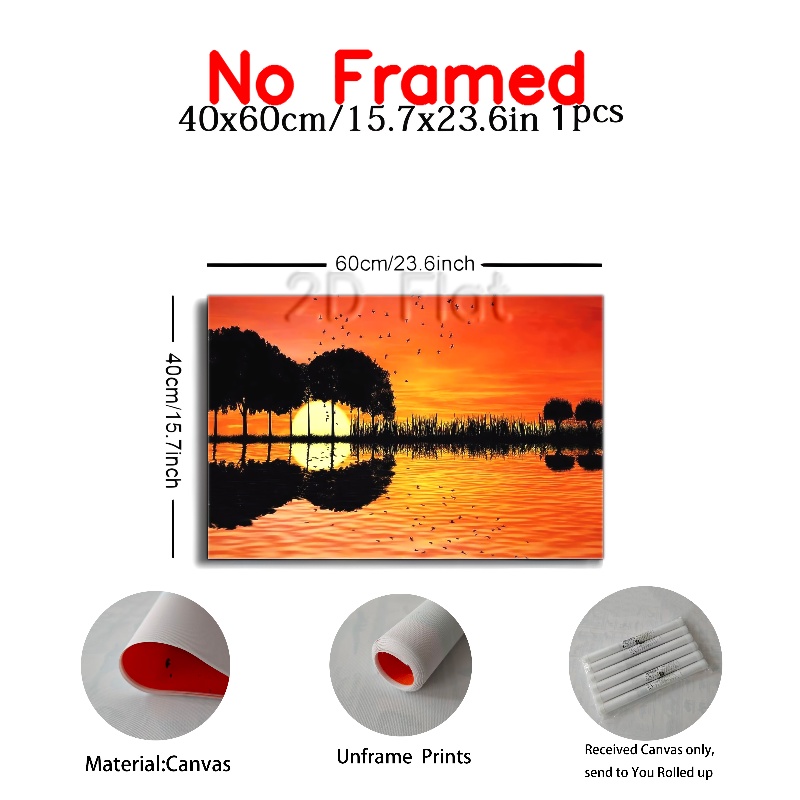 No Framed
40x60cm/15.7x23.6in 1pcs
60cm/23.6inch
2D Flat
40cm/15.7inch
Material:Canvas
Unframe Prints
Received Canvas only,
send to You Rolled up